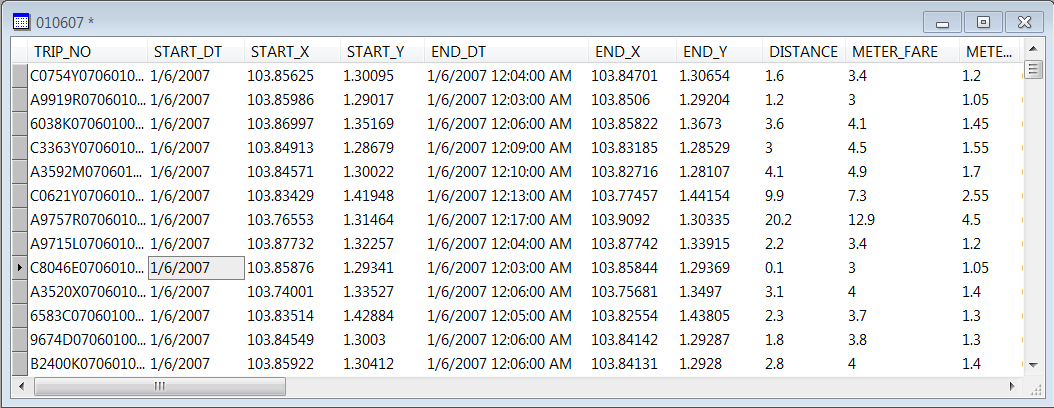 010607 *
TRIP_NO START_DT START_X START_Y END_DT END_X END_Y DISTANCE METER_FARE METE...
C0754Y0706010... 1/6/2007 103.85625 1.30095 1/6/2007 12:04:00 AM 103.84701 1.30654 1.6 3.4 1.2
A9919R0706010... 1/6/2007 103.85986 1.29017 1/6/2007 12:03:00 AM 103.8506 1.29204 1.2 3 1.05
6038K07060100... 1/6/2007 103.86997 1.35169 1/6/2007 12:06:00 AM 103.85822 1.3673 3.6 4.1 1.45
C3363Y0706010... 1/6/2007 103.84913 1.28679 1/6/2007 12:09:00 AM 103.83185 1.28529 3 4.5 1.55
A3592M070601... 1/6/2007 103.84571 1.30022 1/6/2007 12:10:00 AM 103.82716 1.28107 4.1 4.9 1.7
C0621Y0706010... 1/6/2007 103.83429 1.41948 1/6/2007 12:13:00 AM 103.77457 1.44154 9.9 7.3 2.55
A9757R0706010... 1/6/2007 103.76553 1.31464 1/6/2007 12:17:00 AM 103.9092 1.30335 20.2 12.9 4.5
A9715L0706010... 1/6/2007 103.87732 1.32257 1/6/2007 12:04:00 AM 103.87742 1.33915 2.2 3.4 1.2
C8046E0706010... 1/6/2007 103.85876 1.29341 1/6/2007 12:03:00 AM 103.85844 1.29369 0.1 3 1.05
A3520X0706010... 1/6/2007 103.74001 1.33527 1/6/2007 12:06:00 AM 103.75681 1.3497 3.1 4 1.4
6583C07060100... 1/6/2007 103.83514 1.42884 1/6/2007 12:05:00 AM 103.82554 1.43805 2.3 3.7 1.3
9674D07060100... 1/6/2007 103.84549 1.3003 1/6/2007 12:06:00 AM 103.84142 1.29287 1.8 3.8 1.3
B2400K0706010... 1/6/2007 103.85922 1.30412 1/6/2007 12:06:00 AM 103.84131 1.2928 2.8 4 1.4